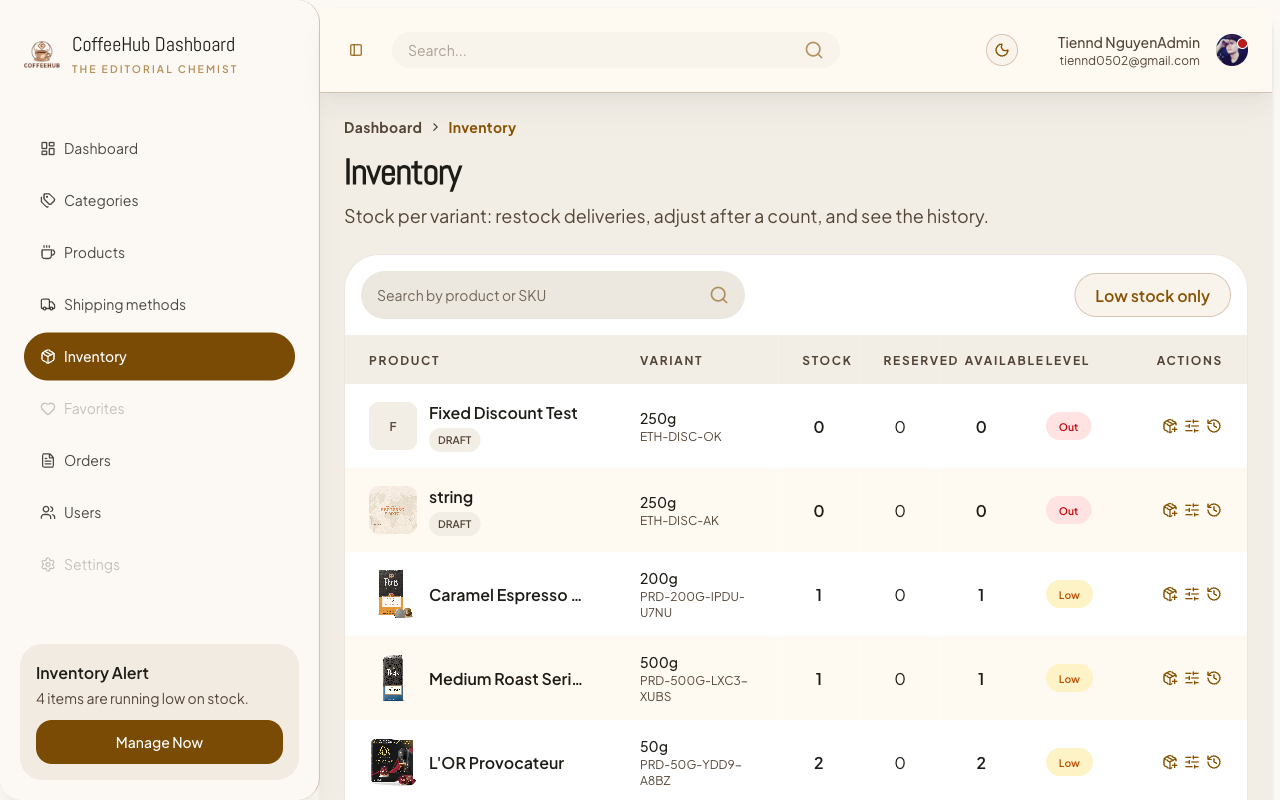 CoffeeHub Dashboard
THE EDITORIAL CHEMIST
COFFEEHUB
Search...
Tiennd NguyenAdmin
tiennd0502@gmail.com
Dashboard
Categories
Products
Shipping methods
Inventory
Favorites
Orders
Users
Settings
Inventory Alert
4 items are running low on stock.
Manage Now
Dashboard > Inventory
Inventory
Stock per variant: restock deliveries, adjust after a count, and see the history.
Search by product or SKU
Low stock only
PRODUCT VARIANT STOCK RESERVED AVAILABLE LEVEL ACTIONS
F Fixed Discount Test 250g 0 0 0 Out
DRAFT ETH-DISC-OK
string 250g 0 0 0 Out
DRAFT ETH-DISC-AK
Caramel Espresso ... 200g 1 0 1 Low
PRD-200G-IPDU-
U7NU
Medium Roast Seri... 500g 1 0 1 Low
PRD-500G-LXC3-
XUBS
L'OR Provocateur 50g 2 0 2 Low
PRD-50G-YDD9-
A8BZ